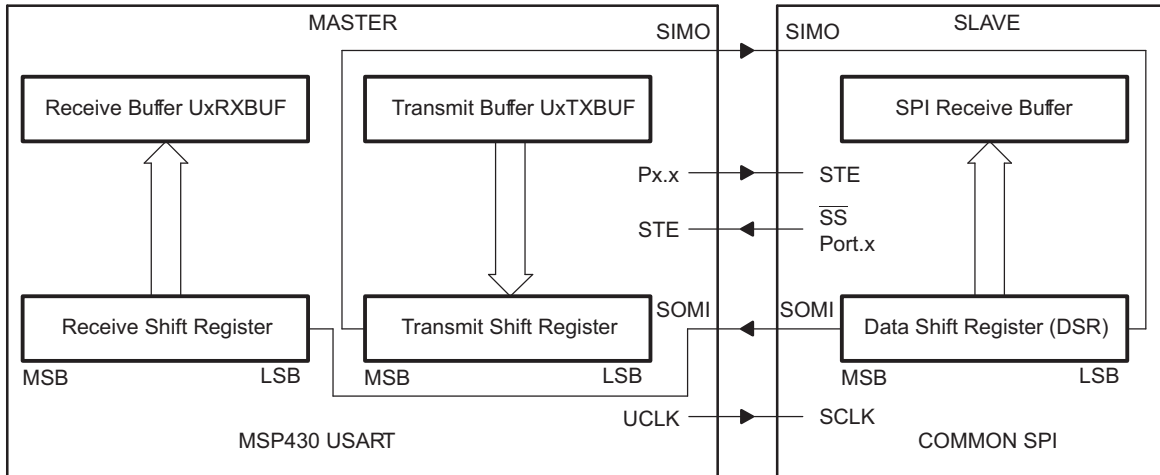 MASTER
SIMO
SIMO
SLAVE
Receive Buffer UxRXBUF
Transmit Buffer UxTXBUF
SPI Receive Buffer
Px.x
STE
STE
SS
Port.x
SOMI
SOMI
Receive Shift Register
Transmit Shift Register
Data Shift Register (DSR)
MSB
LSB
MSB
LSB
MSB
LSB
UCLK
SCLK
MSP430 USART
COMMON SPI